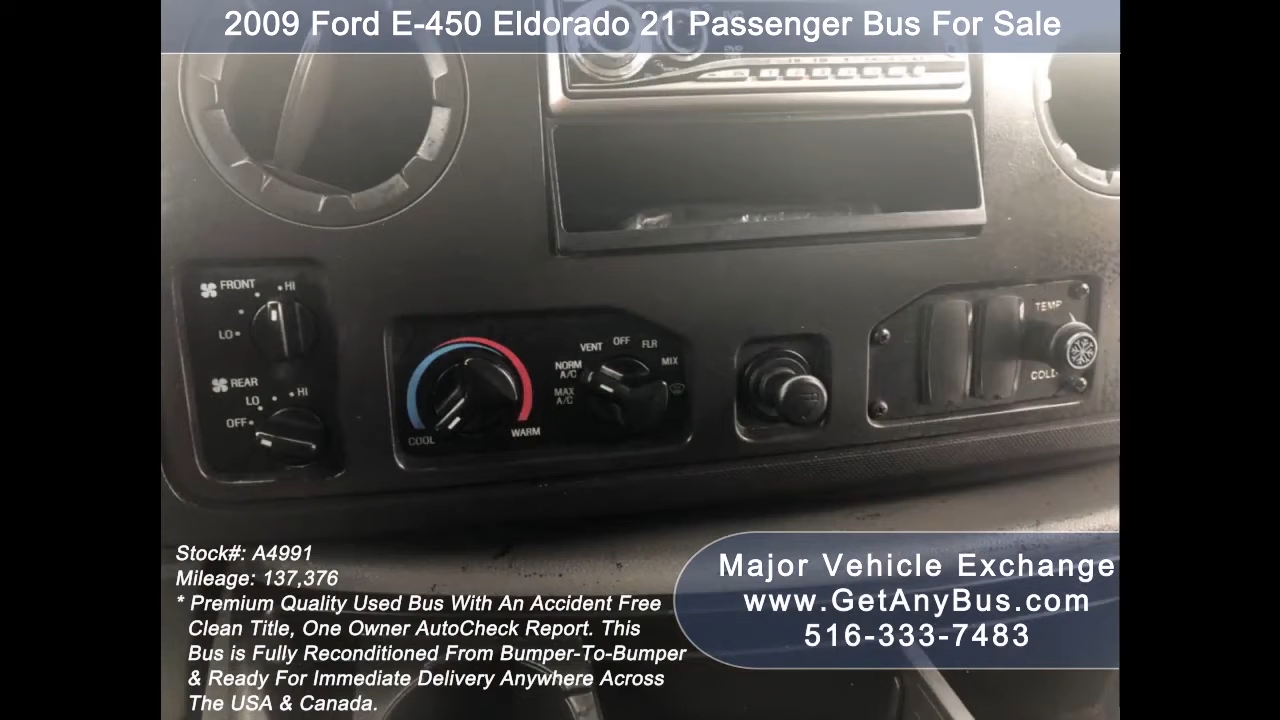 2009 Ford E-450 Eldorado 21 Passenger Bus For Sale
FRONT
HI
LO
REAR
LO
HI
OFF
COOL
WARM
VENT
OFF
FLR
MIX
NORM
A/C
MAX
A/C
TEMP
COLD
Stock#: A4991
Mileage: 137,376
* Premium Quality Used Bus With An Accident Free
Clean Title, One Owner AutoCheck Report. This
Bus is Fully Reconditioned From Bumper-To-Bumper
& Ready For Immediate Delivery Anywhere Across
The USA & Canada.
Major Vehicle Exchange
www.GetAnyBus.com
516-333-7483